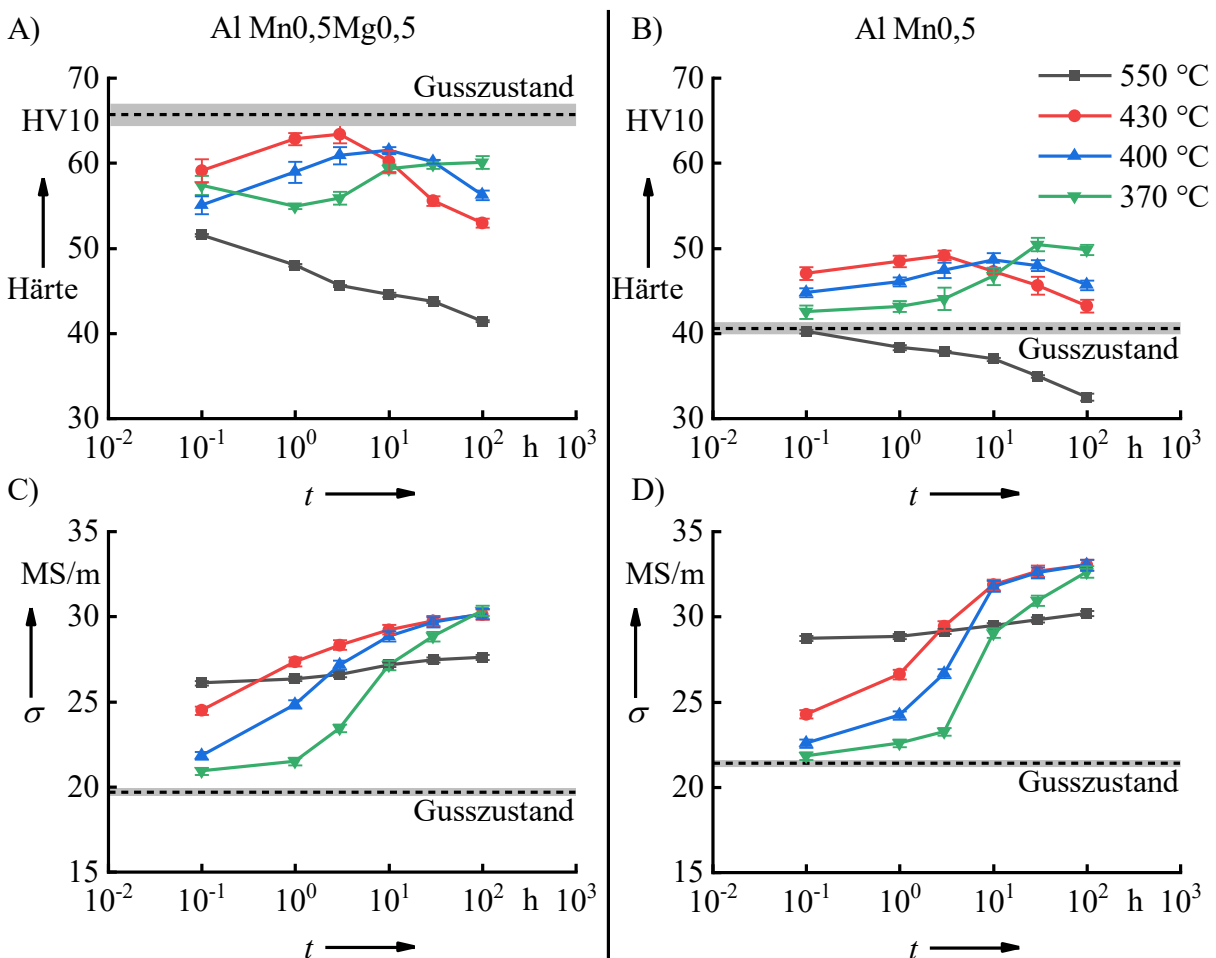 A)
Al Mn0,5Mg0,5
70
HV10
60
50
Härte
40
30
Gusszustand
10⁻² 10⁻¹ 10⁰ 10¹ 10² h 10³
t
B)
Al Mn0,5
70
HV10
60
50
Härte
40
30
550 °C
430 °C
400 °C
370 °C
Gusszustand
10⁻² 10⁻¹ 10⁰ 10¹ 10² h 10³
t
C)
35
MS/m
30
25
σ
20
15
Gusszustand
10⁻² 10⁻¹ 10⁰ 10¹ 10² h 10³
t
D)
35
MS/m
30
25
σ
20
15
Gusszustand
10⁻² 10⁻¹ 10⁰ 10¹ 10² h 10³
t